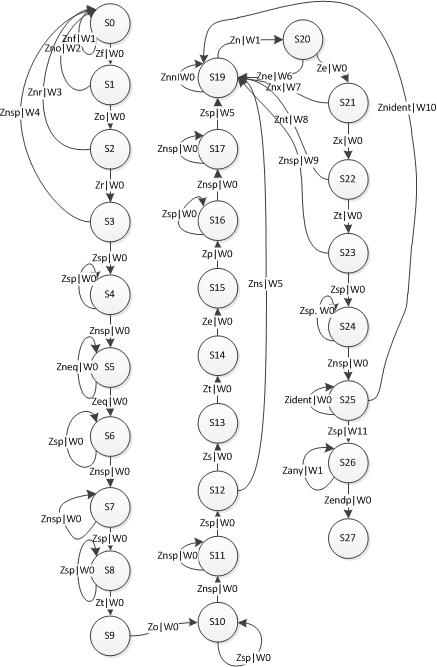 S0
Znf|W1
Zno|W2
Zf|W0
S1
Znr|W3
Zo|W0
Znsp|W4
S2
Zr|W0
S3
Zsp|W0
Zsp|W0
S4
Znsp|W0
Zneq|W0
S5
Zeq|W0
Zsp|W0
S6
Znsp|W0
Znsp|W0
S7
Zsp|W0
Zsp|W0
S8
Zt|W0
S9
Zo|W0
S10
Zsp|W0
Znsp|W0
Znsp|W0
S11
Zsp|W0
S12
Zns|W5
Zs|W0
S13
Zt|W0
S14
Ze|W0
S15
Zp|W0
Zsp|W0
S16
Znsp|W0
Znsp|W0
S17
Zsp|W5
Znn|W0
S19
Zn|W1
S20
Zne|W6
Ze|W0
Znx|W7
S21
Znt|W8
Zx|W0
Znsp|W9
S22
Zt|W0
S23
Zsp|W0
Zsp. W0
S24
Znsp|W0
Zident|W0
S25
Znident|W10
Zsp|W11
Zany|W1
S26
Zendp|W0
S27